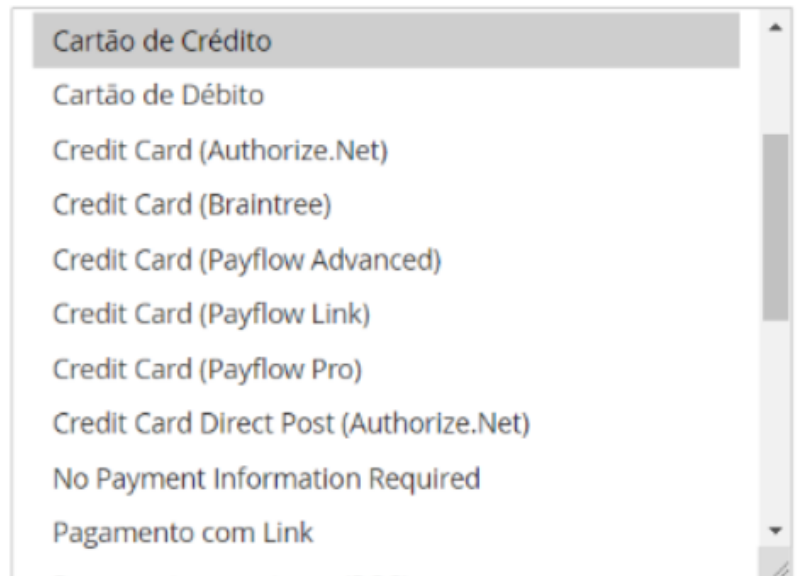 Cartão de Crédito
Cartão de Débito
Credit Card (Authorize.Net)
Credit Card (Braintree)
Credit Card (Payflow Advanced)
Credit Card (Payflow Link)
Credit Card (Payflow Pro)
Credit Card Direct Post (Authorize.Net)
No Payment Information Required
Pagamento com Link